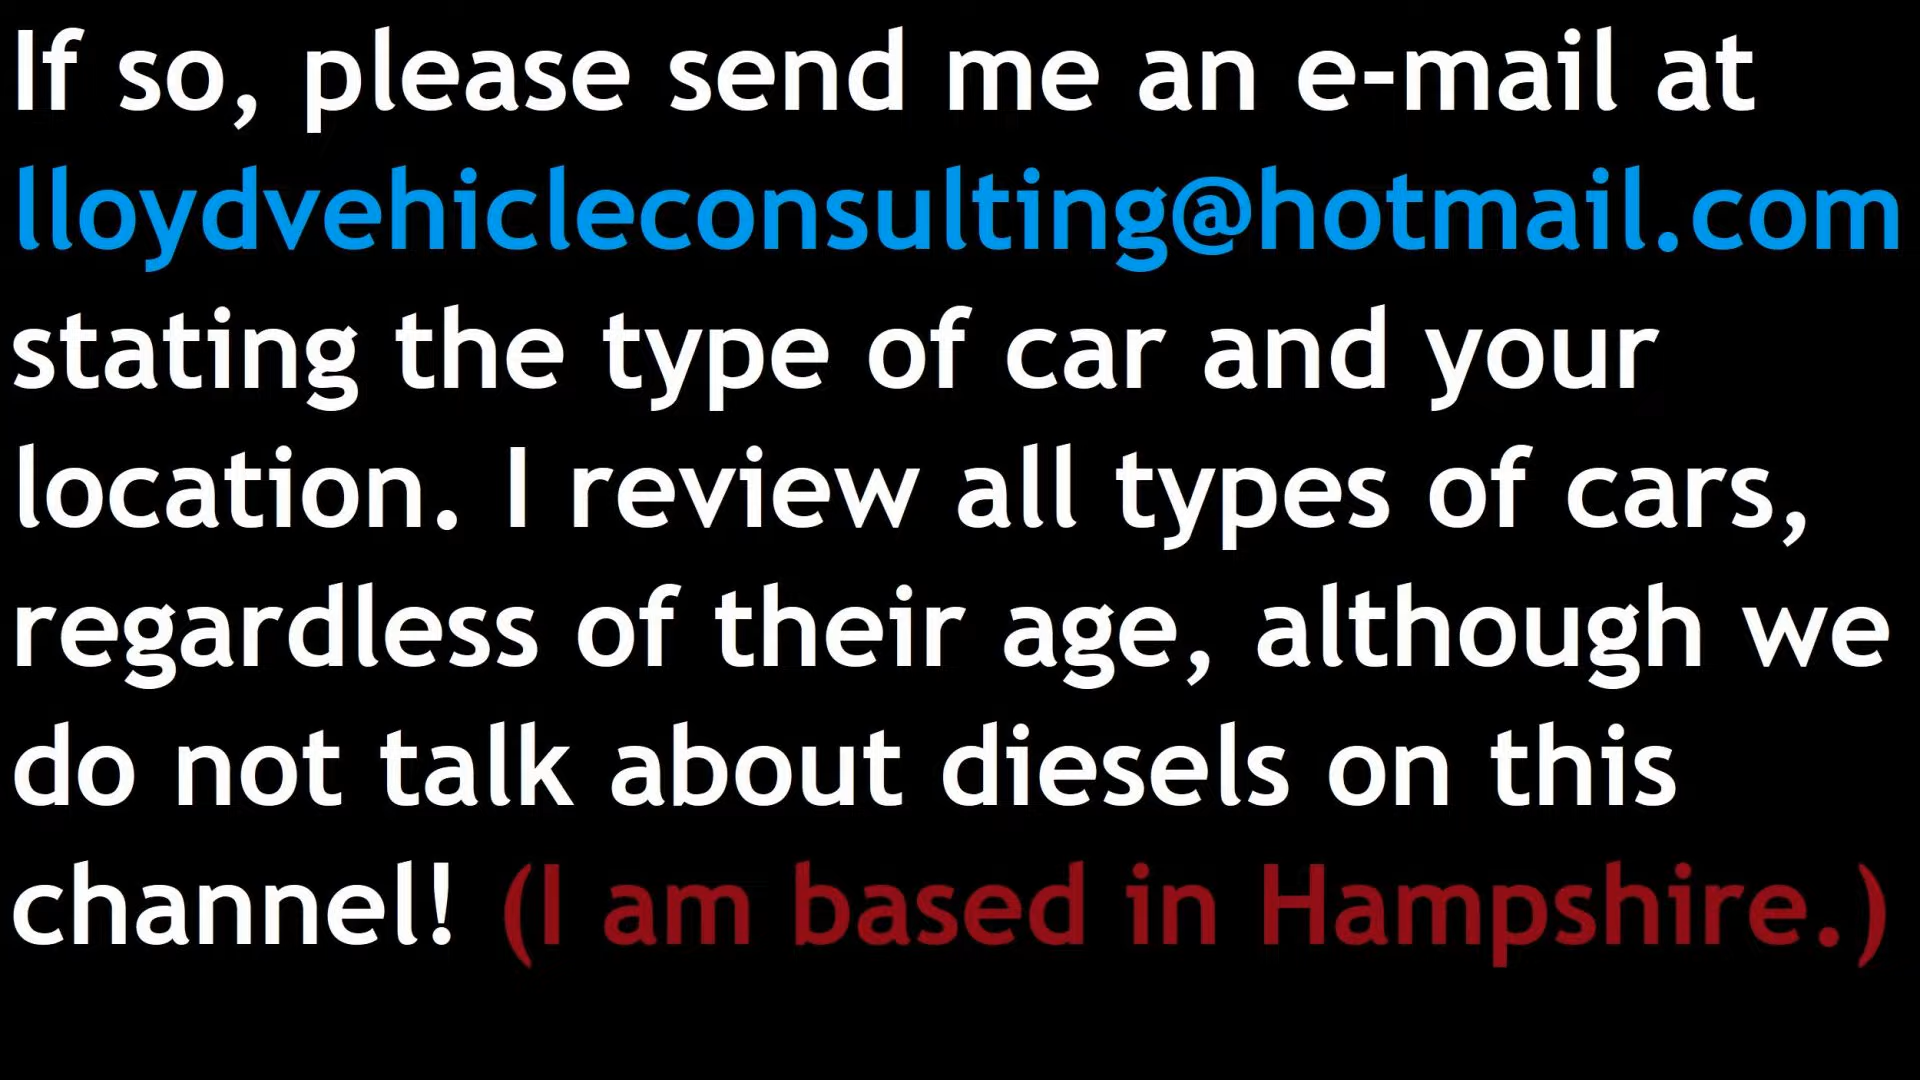 If so, please send me an e-mail at
lloydvehicleconsulting@hotmail.com
stating the type of car and your
location. I review all types of cars,
regardless of their age, although we
do not talk about diesels on this
channel! (I am based in Hampshire.)